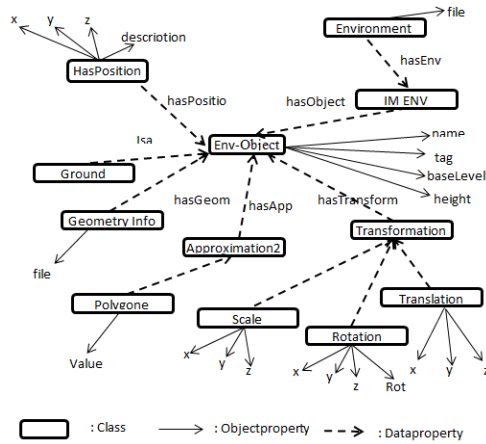 x y z description
HasPosition
Environment file
hasEnv
IM ENV
hasPositio
hasObject
Isa
Env-Object
name
tag
baseLevel
height
Ground
hasGeom
hasApp
hasTransform
Geometry Info
file
Approximation2
Transformation
Polygone
Value
Scale
x y z
Rotation
x y z Rot
Translation
x y z
: Class : Objectproperty : Dataproperty